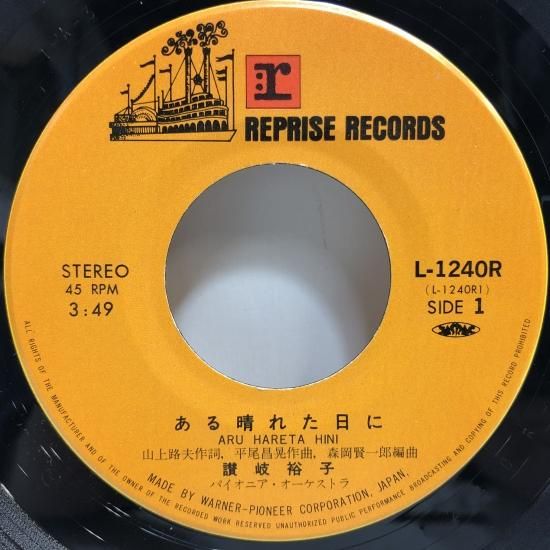 r
REPRISE RECORDS
STEREO
45 RPM
3:49
L-1240R
(L-1240R1)
SIDE 1
JASRAC
ある晴れた日に
ARU HARETA HINI
山上路夫作詞, 平尾昌晃作曲, 森岡賢一郎編曲
讃岐裕子
パイオニア・オーケストラ
MADE BY WARNER-PIONEER CORPORATION, JAPAN.
ALL RIGHTS OF THE MANUFACTURER AND OF THE OWNER OF THE RECORDED WORK RESERVED UNAUTHORIZED PUBLIC PERFORMANCE BROADCASTING AND COPYING OF THIS RECORD PROHIBITED.